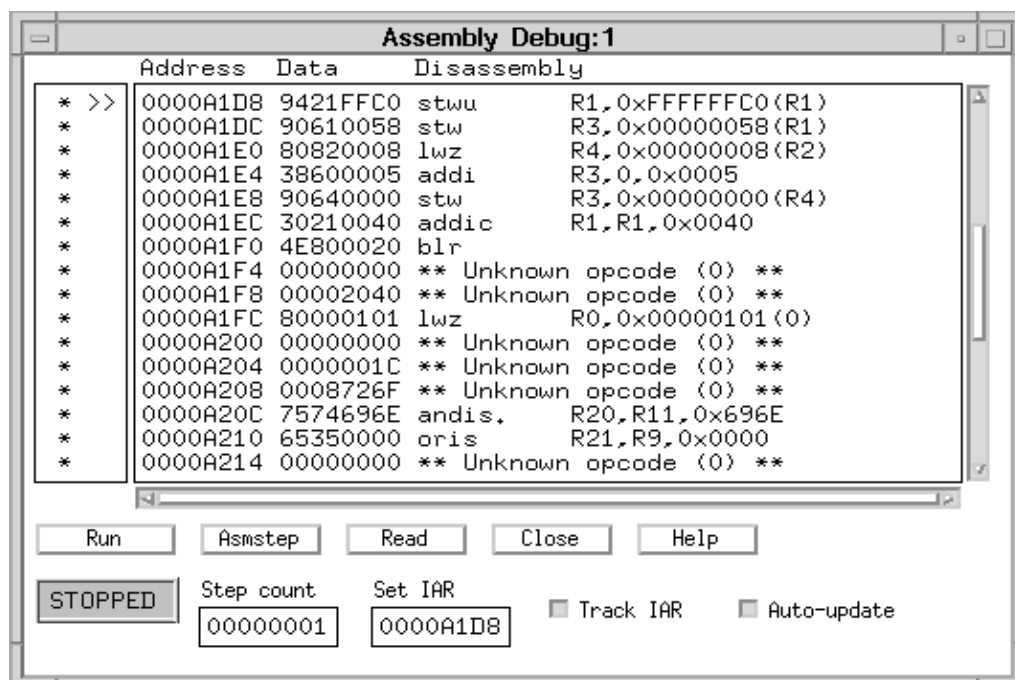 Assembly Debug:1
Address Data Disassembly
* >> 0000A1D8 9421FFC0 stwu R1,0xFFFFFFC0(R1)
* 0000A1DC 90610058 stw R3,0x00000058(R1)
* 0000A1E0 80820008 lwz R4,0x00000008(R2)
* 0000A1E4 38600005 addi R3,0,0x0005
* 0000A1E8 90640000 stw R3,0x00000000(R4)
* 0000A1EC 30210040 addic R1,R1,0x0040
* 0000A1F0 4E800020 blr
* 0000A1F4 00000000 ** Unknown opcode (0) **
* 0000A1F8 00002040 ** Unknown opcode (0) **
* 0000A1FC 80000101 lwz R0,0x00000101(0)
* 0000A200 00000000 ** Unknown opcode (0) **
* 0000A204 0000001C ** Unknown opcode (0) **
* 0000A208 0008726F ** Unknown opcode (0) **
* 0000A20C 7574696E andis. R20,R11,0x696E
* 0000A210 65350000 oris R21,R9,0x0000
* 0000A214 00000000 ** Unknown opcode (0) **
Run Asmstep Read Close Help
STOPPED Step count Set IAR Track IAR Auto-update
00000001 0000A1D8